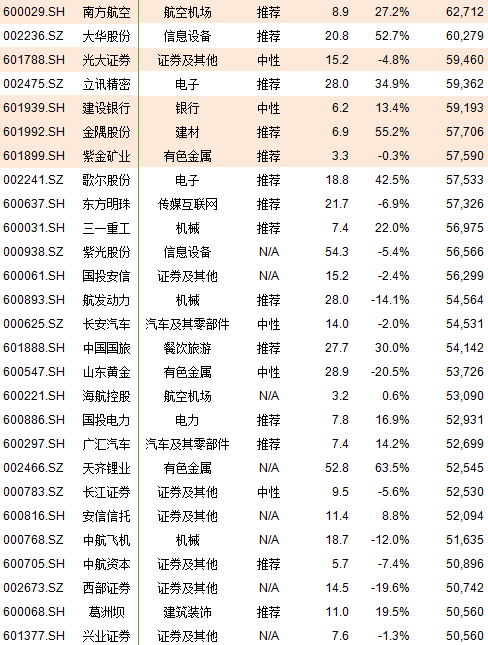 600029.SH 南方航空 航空机场 推荐 8.9 27.2% 62,712
002236.SZ 大华股份 信息设备 推荐 20.8 52.7% 60,279
601788.SH 光大证券 证券及其他 中性 15.2 -4.8% 59,460
002475.SZ 立讯精密 电子 推荐 28.0 34.9% 59,362
601939.SH 建设银行 银行 中性 6.2 13.4% 59,193
601992.SH 金隅股份 建材 推荐 6.9 55.2% 57,706
601899.SH 紫金矿业 有色金属 推荐 3.3 -0.3% 57,590
002241.SZ 歌尔股份 电子 推荐 18.8 42.5% 57,533
600637.SH 东方明珠 传媒互联网 推荐 21.7 -6.9% 57,326
600031.SH 三一重工 机械 推荐 7.4 22.0% 56,975
000938.SZ 紫光股份 信息设备 N/A 54.3 -5.4% 56,566
600061.SH 国投安信 证券及其他 N/A 15.2 -2.4% 56,299
600893.SH 航发动力 机械 推荐 28.0 -14.1% 54,564
000625.SZ 长安汽车 汽车及其零部件 中性 14.0 -2.0% 54,531
601888.SH 中国国旅 餐饮旅游 推荐 27.7 30.0% 54,142
600547.SH 山东黄金 有色金属 中性 28.9 -20.5% 53,726
600221.SH 海航控股 航空机场 N/A 3.2 0.6% 53,090
600886.SH 国投电力 电力 推荐 7.8 16.9% 52,931
600297.SH 广汇汽车 汽车及其零部件 推荐 7.4 14.2% 52,699
002466.SZ 天齐锂业 有色金属 N/A 52.8 63.5% 52,545
000783.SZ 长江证券 证券及其他 中性 9.5 -5.6% 52,530
600816.SH 安信信托 证券及其他 N/A 11.4 8.8% 52,094
000768.SZ 中航飞机 机械 N/A 18.7 -12.0% 51,635
600705.SH 中航资本 证券及其他 推荐 5.7 -7.4% 50,896
002673.SZ 西部证券 证券及其他 N/A 14.5 -19.6% 50,742
600068.SH 葛洲坝 建筑装饰 推荐 11.0 19.5% 50,560
601377.SH 兴业证券 证券及其他 N/A 7.6 -1.3% 50,560